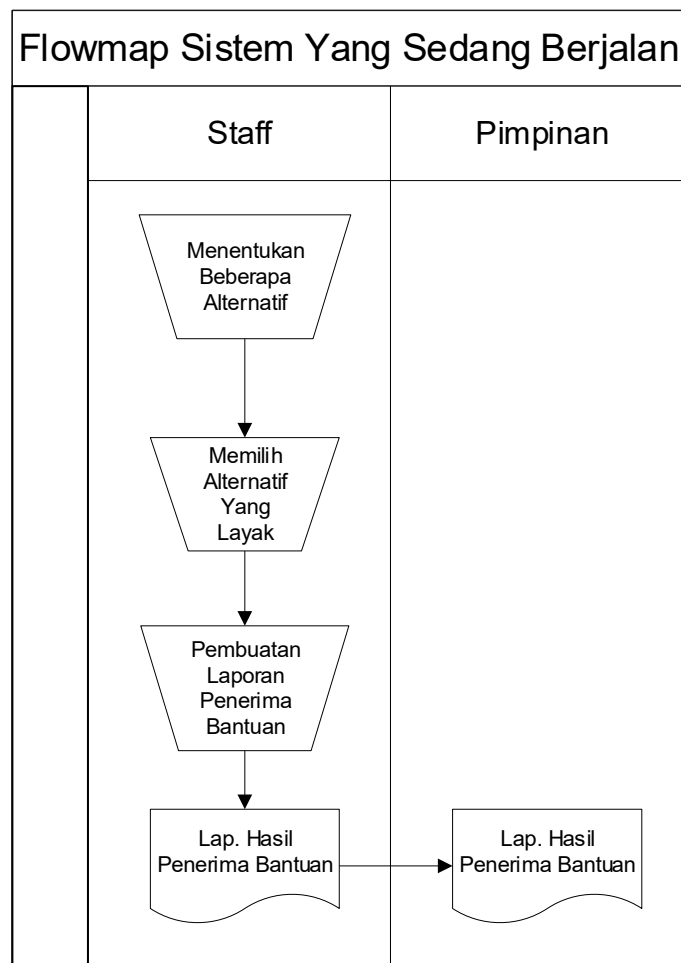 Flowmap Sistem Yang Sedang Berjalan
Staff
Pimpinan
Menentukan
Beberapa
Alternatif
Memilih
Alternatif
Yang
Layak
Pembuatan
Laporan
Penerima
Bantuan
Lap. Hasil
Penerima Bantuan
Lap. Hasil
Penerima Bantuan